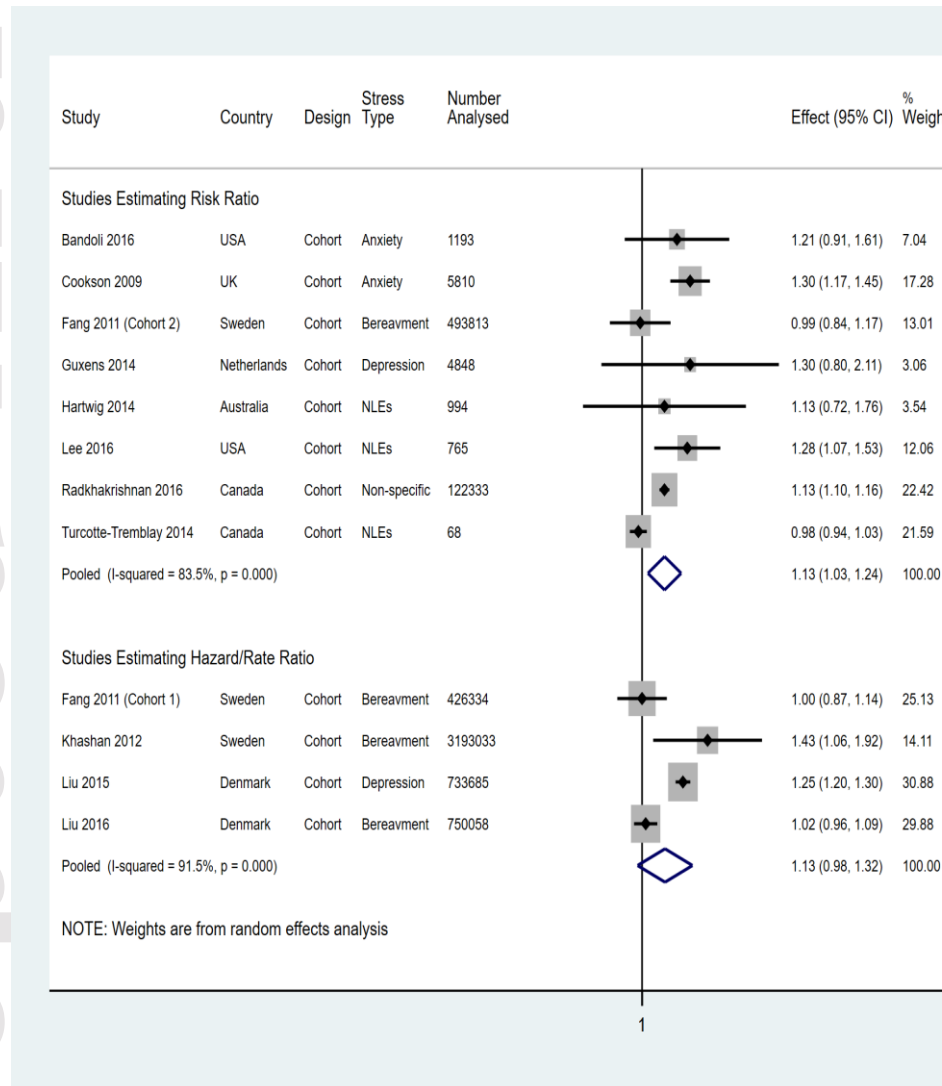 Study Country Design Stress Type Number Analysed Effect (95% CI) % Weigh
Studies Estimating Risk Ratio
Bandoli 2016 USA Cohort Anxiety 1193 1.21 (0.91, 1.61) 7.04
Cookson 2009 UK Cohort Anxiety 5810 1.30 (1.17, 1.45) 17.28
Fang 2011 (Cohort 2) Sweden Cohort Bereavment 493813 0.99 (0.84, 1.17) 13.01
Guxens 2014 Netherlands Cohort Depression 4848 1.30 (0.80, 2.11) 3.06
Hartwig 2014 Australia Cohort NLEs 994 1.13 (0.72, 1.76) 3.54
Lee 2016 USA Cohort NLEs 765 1.28 (1.07, 1.53) 12.06
Radkhakrishnan 2016 Canada Cohort Non-specific 122333 1.13 (1.10, 1.16) 22.42
Turcotte-Tremblay 2014 Canada Cohort NLEs 68 0.98 (0.94, 1.03) 21.59
Pooled (I-squared = 83.5%, p = 0.000) 1.13 (1.03, 1.24) 100.00
Studies Estimating Hazard/Rate Ratio
Fang 2011 (Cohort 1) Sweden Cohort Bereavment 426334 1.00 (0.87, 1.14) 25.13
Khashan 2012 Sweden Cohort Bereavment 3193033 1.43 (1.06, 1.92) 14.11
Liu 2015 Denmark Cohort Depression 733685 1.25 (1.20, 1.30) 30.88
Liu 2016 Denmark Cohort Bereavment 750058 1.02 (0.96, 1.09) 29.88
Pooled (I-squared = 91.5%, p = 0.000) 1.13 (0.98, 1.32) 100.00
NOTE: Weights are from random effects analysis
1